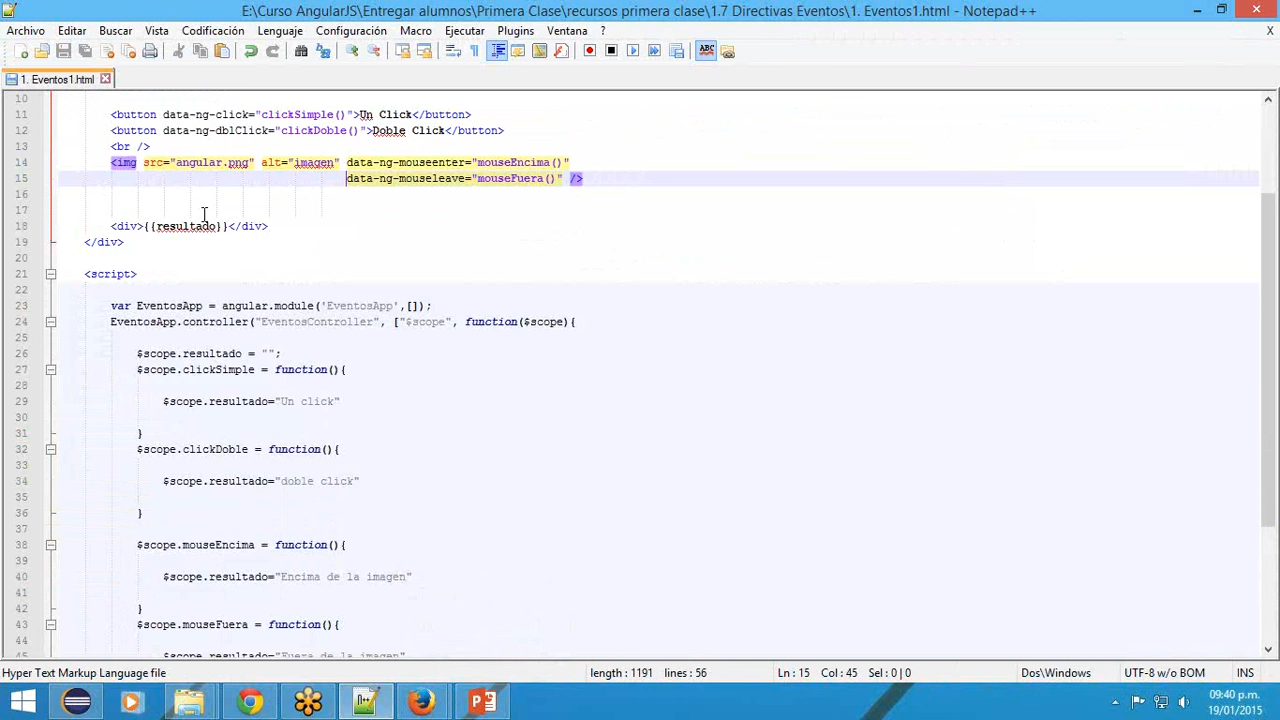 E:\Curso AngularJS\Entregar alumnos\Primera Clase\recursos primera clase\1.7 Directivas Eventos\1. Eventos1.html - Notepad++
Archivo Editar Buscar Vista Codificación Lenguaje Configuración Macro Ejecutar Plugins Ventana ? X
1. Eventos1.html
10
11 <button data-ng-click="clickSimple()">Un Click</button>
12 <button data-ng-dblClick="clickDoble()">Doble Click</button>
13 <br />
14 <img src="angular.png" alt="imagen" data-ng-mouseenter="mouseEncima()"
15 data-ng-mouseleave="mouseFuera()" />
16
17
18 <div>{{resultado}}</div>
19 </div>
20
21 <script>
22
23 var EventosApp = angular.module('EventosApp',[]);
24 EventosApp.controller("EventosController", ["$scope", function($scope){
25
26 $scope.resultado = "";
27 $scope.clickSimple = function(){
28
29 $scope.resultado="Un click"
30
31 }
32 $scope.clickDoble = function(){
33
34 $scope.resultado="doble click"
35
36 }
37
38 $scope.mouseEncima = function(){
39
40 $scope.resultado="Encima de la imagen"
41
42 }
43 $scope.mouseFuera = function(){
44
45 $scope.resultado="Fuera de la imagen"
Hyper Text Markup Language file length : 1191 lines : 56 Ln : 15 Col : 45 Sel : 0 | 0 Dos\Windows UTF-8 w/o BOM INS
09:40 p.m.
19/01/2015